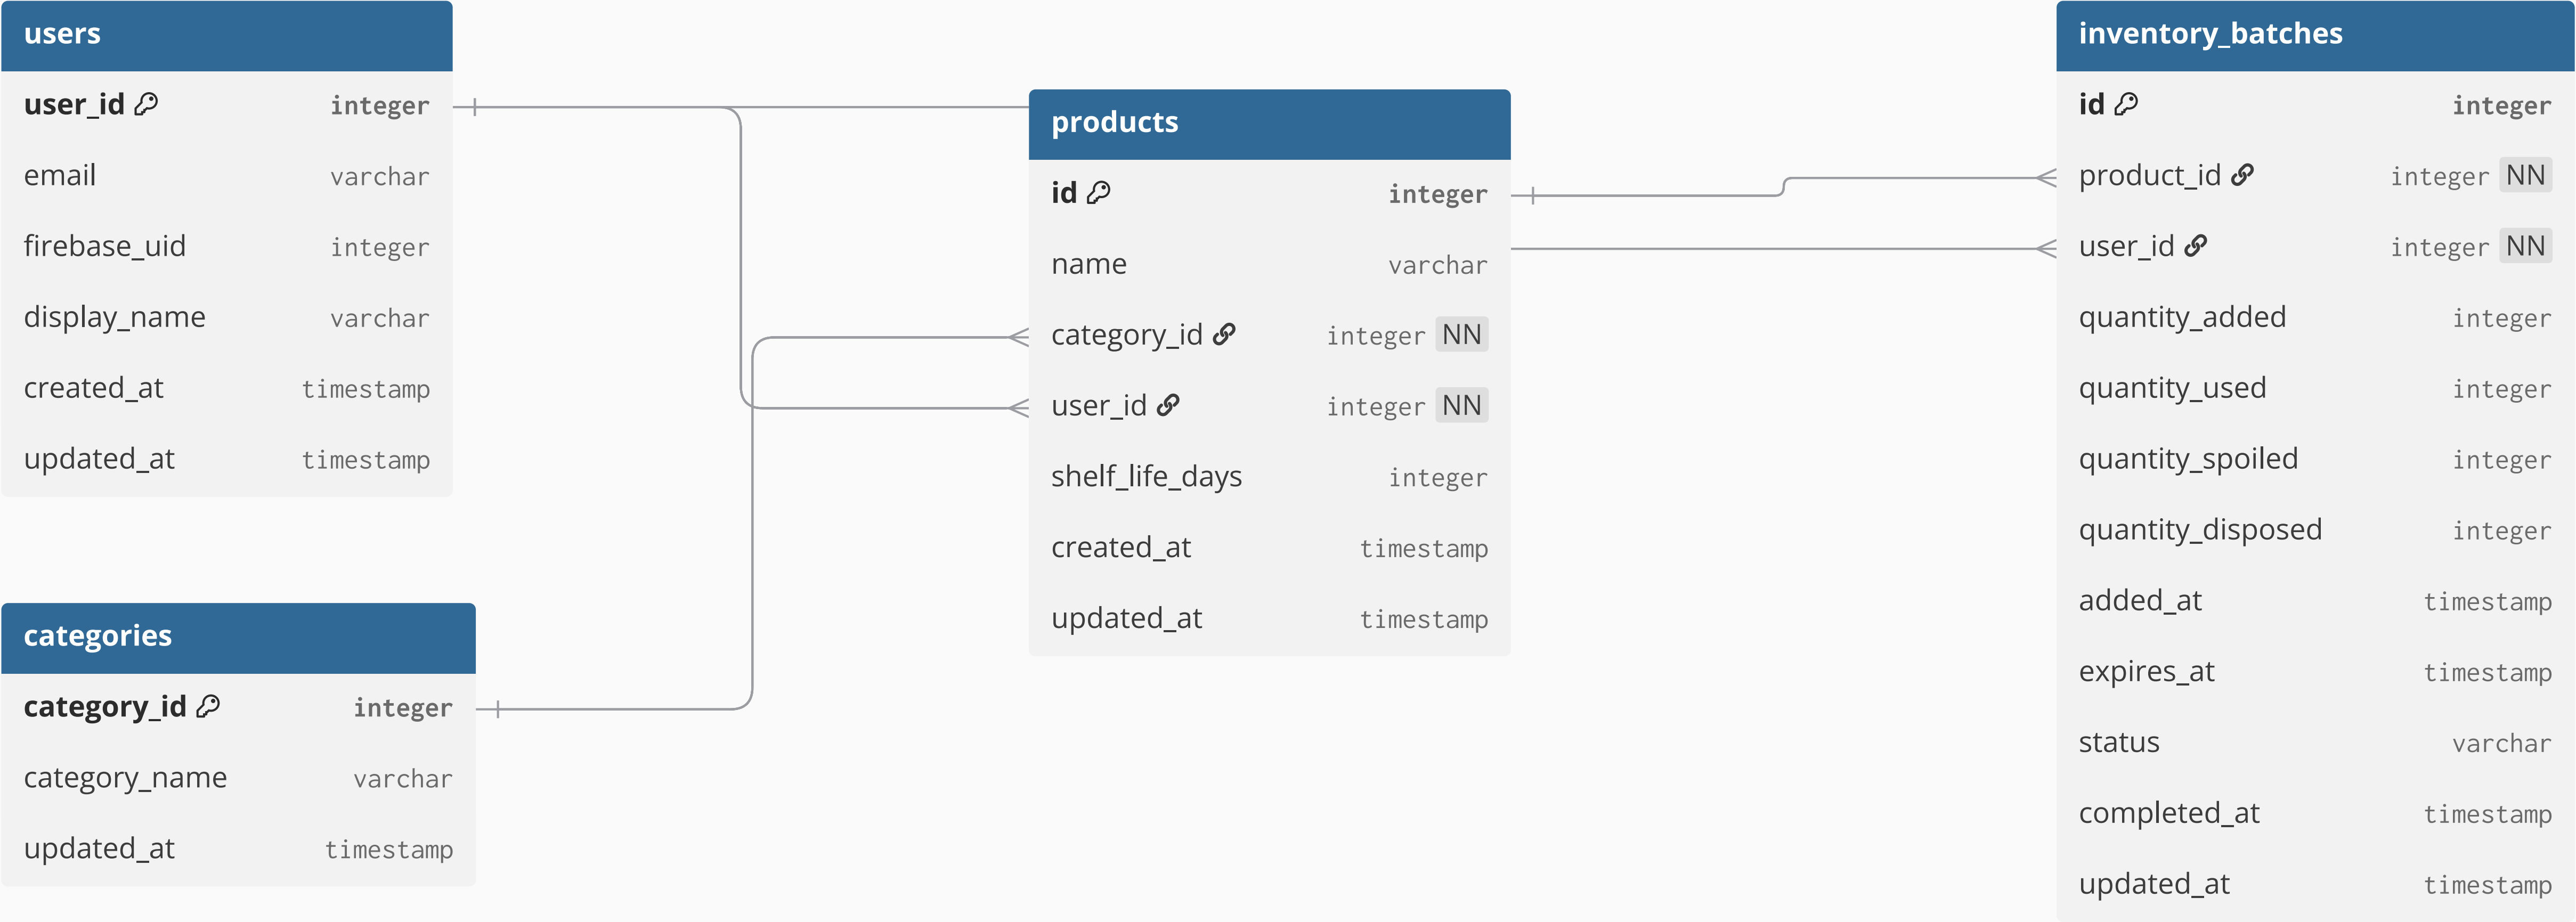 users
user_id integer
email varchar
firebase_uid integer
display_name varchar
created_at timestamp
updated_at timestamp
categories
category_id integer
category_name varchar
updated_at timestamp
products
id integer
name varchar
category_id integer NN
user_id integer NN
shelf_life_days integer
created_at timestamp
updated_at timestamp
inventory_batches
id integer
product_id integer NN
user_id integer NN
quantity_added integer
quantity_used integer
quantity_spoiled integer
quantity_disposed integer
added_at timestamp
expires_at timestamp
status varchar
completed_at timestamp
updated_at timestamp